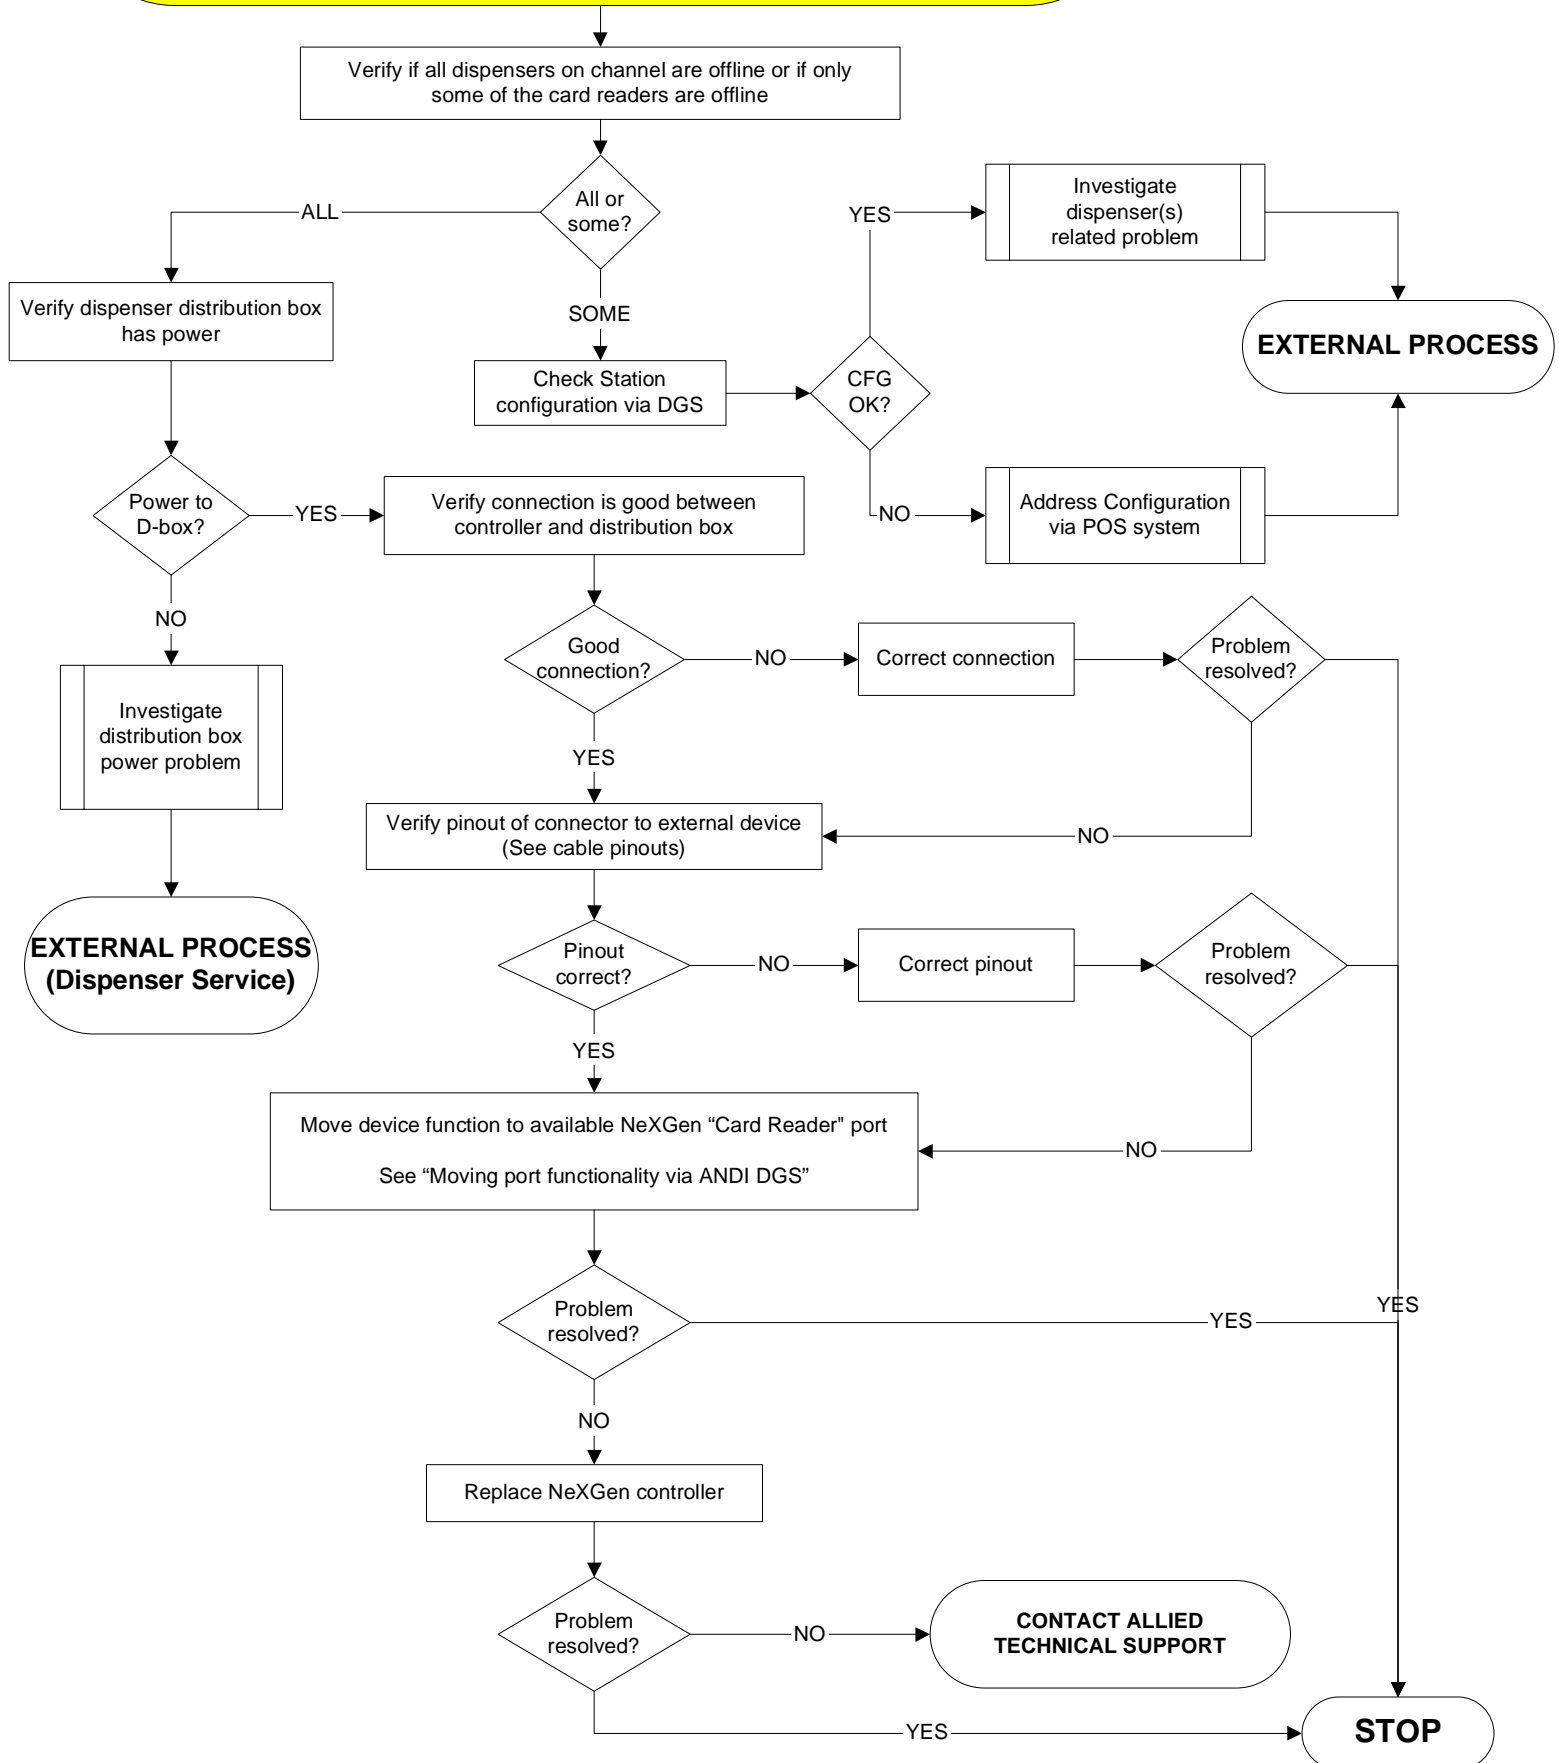 Verify if all dispensers on channel are offline or if only
some of the card readers are offline
All or
some?
ALL
SOME
Verify dispenser distribution box
has power
Check Station
configuration via DGS
CFG
OK?
YES
Investigate
dispenser(s)
related problem
EXTERNAL PROCESS
NO
Address Configuration
via POS system
Power to
D-box?
YES
Verify connection is good between
controller and distribution box
NO
Investigate
distribution box
power problem
EXTERNAL PROCESS
(Dispenser Service)
Good
connection?
NO
Correct connection
Problem
resolved?
YES
NO
Verify pinout of connector to external device
(See cable pinouts)
Pinout
correct?
NO
Correct pinout
Problem
resolved?
YES
NO
Move device function to available NeXGen “Card Reader" port
See “Moving port functionality via ANDI DGS”
Problem
resolved?
YES
YES
NO
Replace NeXGen controller
Problem
resolved?
NO
CONTACT ALLIED
TECHNICAL SUPPORT
YES
STOP